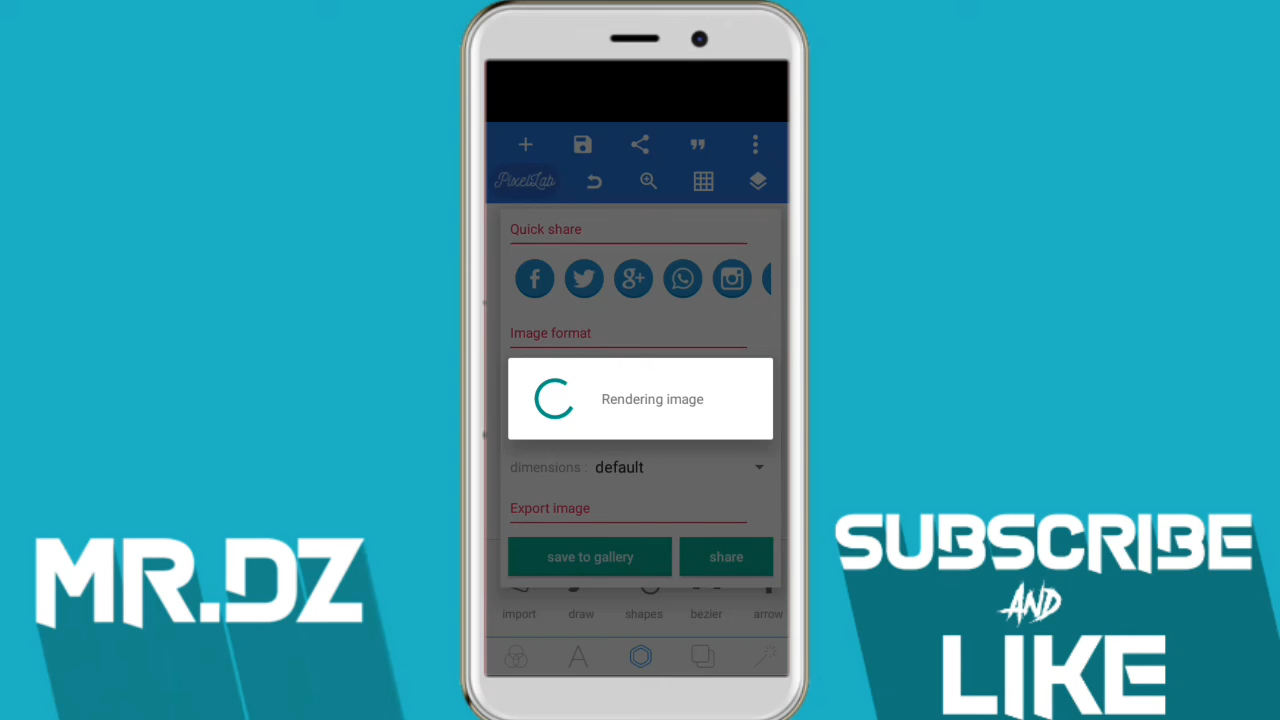 PixelLab
Quick share
Image format
Rendering image
dimensions : default
Export image
save to gallery share
import draw shapes bezier arrow
MR.DZ
SUBSCRIBE
AND
LIKE